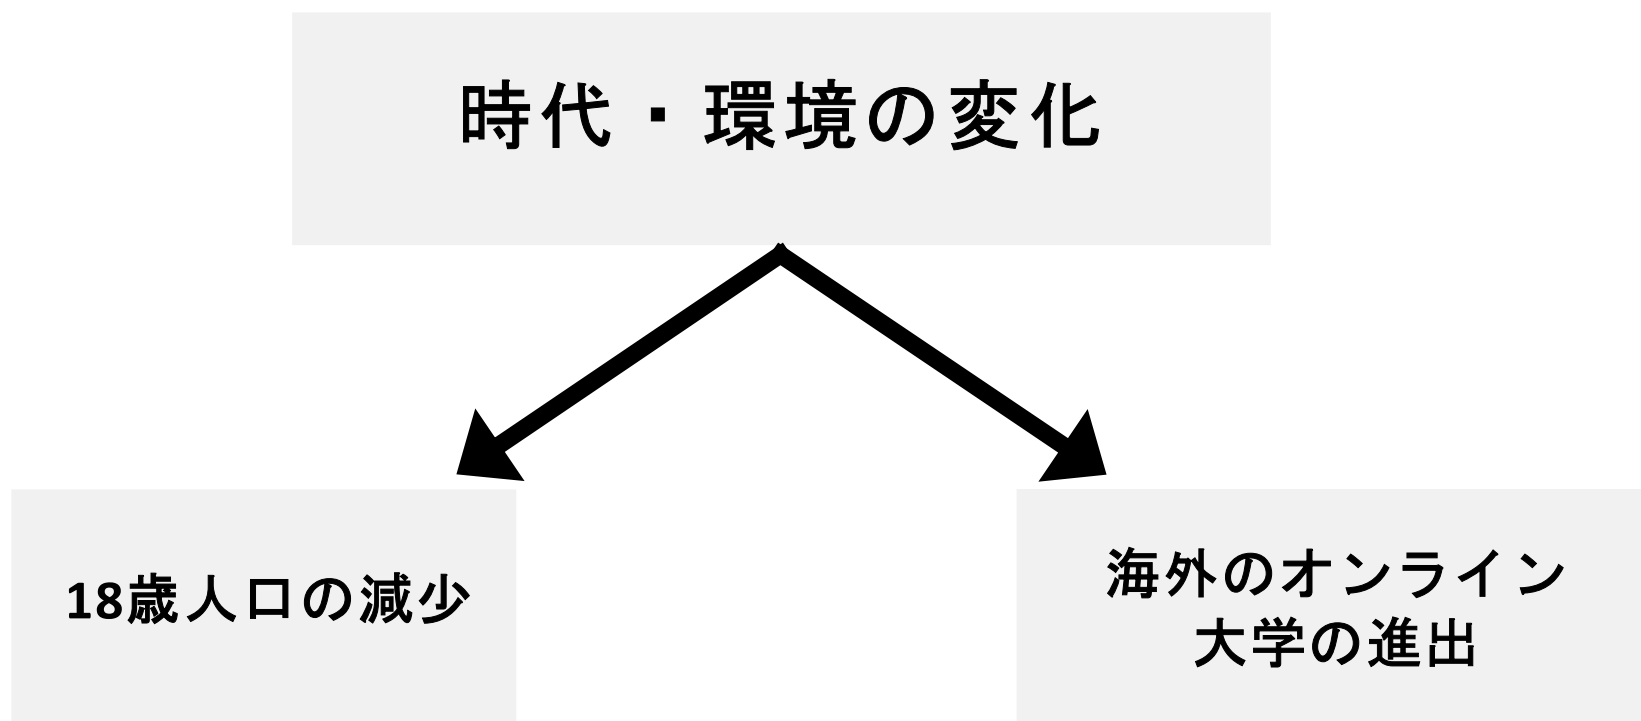 時代・環境の変化
18歳人口の減少
海外のオンライン
大学の進出